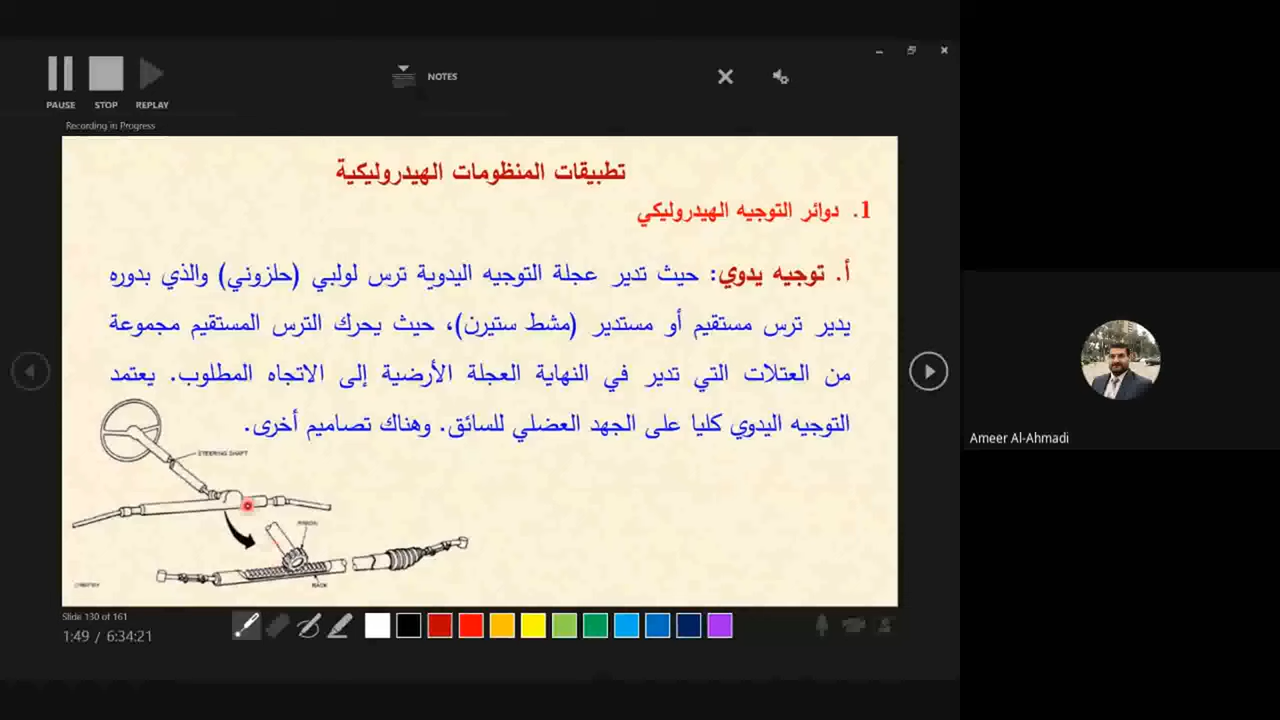 NOTES
PAUSE STOP REPLAY
Recording in Progress
تطبيقات المنظومات الهيدروليكية
1. دوائر التوجيه الهيدروليكي
أ. توجيه يدوي: حيث تدير عجلة التوجيه اليدوية ترس لولبي (حلزوني) والذي بدوره
يدير ترس مستقيم أو مستدير (مشط ستيرن)، حيث يحرك الترس المستقيم مجموعة
من العتلات التي تدير في النهاية العجلة الأرضية إلى الاتجاه المطلوب. يعتمد
التوجيه اليدوي كليا على الجهد العضلي للسائق. وهناك تصاميم أخرى.
STEERING SHAFT
PINION
RACK
Slide 130 of 161
1:49 / 6:34:21
Ameer Al-Ahmadi